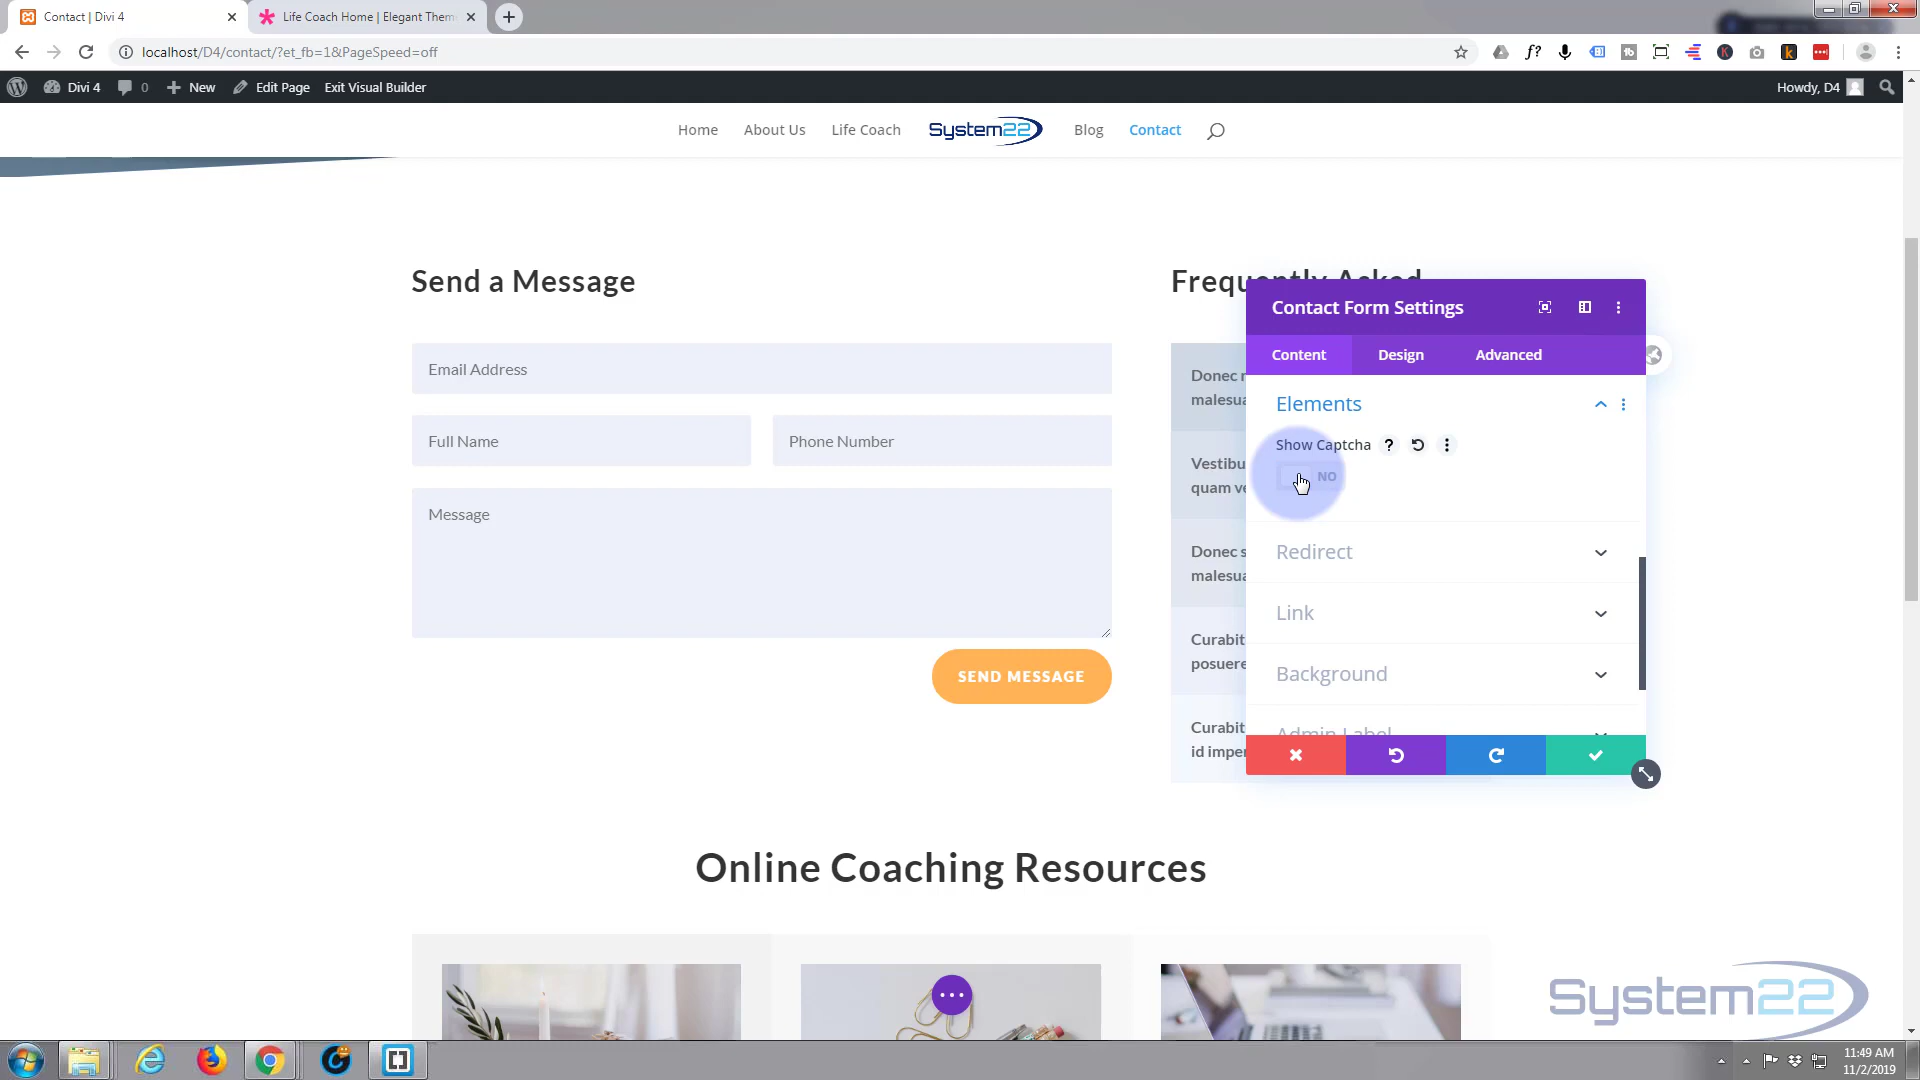 Contact | Divi 4
Life Coach Home | Elegant Them
localhost/D4/contact/?et_fb=1&PageSpeed=off
Divi 4
0
New
Edit Page
Exit Visual Builder
Howdy, D4
Home
About Us
Life Coach
System22
Blog
Contact
Send a Message
Email Address
Full Name
Phone Number
Message
SEND MESSAGE
Frequently Asked
Donec
malesua
Vestibu
quam ve
Donec s
malesua
Curabit
posuere
Curabit
id imper
Contact Form Settings
Content
Design
Advanced
Elements
Show Captcha
?
NO
Redirect
Link
Background
Admin Label
Online Coaching Resources
System22
11:49 AM
11/2/2019